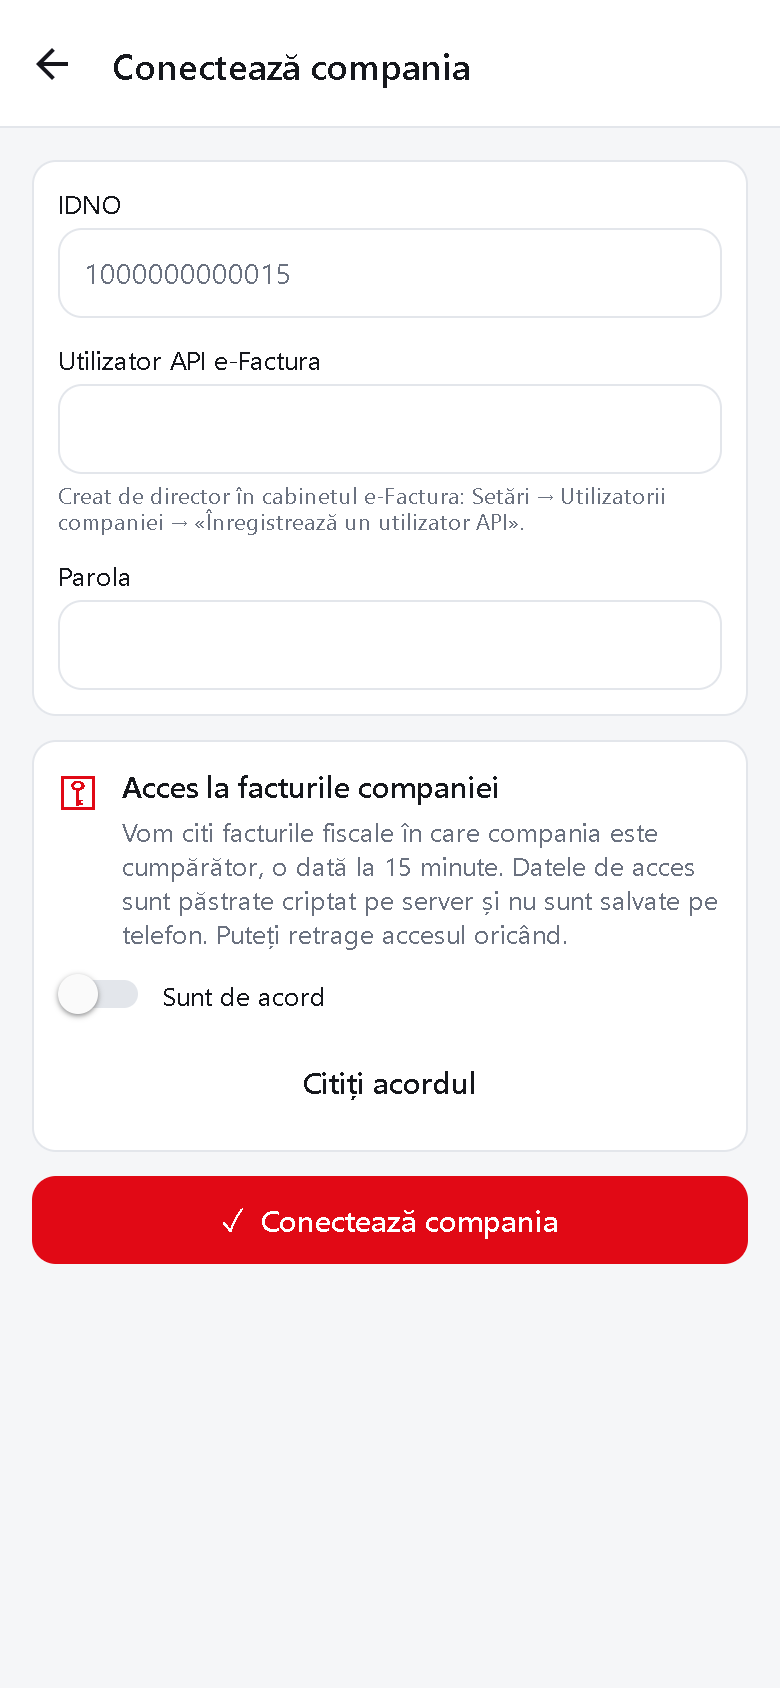 Conectează compania
IDNO
1000000000015
Utilizator API e-Factura
Creat de director în cabinetul e-Factura: Setări → Utilizatorii
companiei → «Înregistrează un utilizator API».
Parola
Acces la facturile companiei
Vom citi facturile fiscale în care compania este
cumpărător, o dată la 15 minute. Datele de acces
sunt păstrate criptat pe server și nu sunt salvate pe
telefon. Puteți retrage accesul oricând.
Sunt de acord
Citiți acordul
✓ Conectează compania